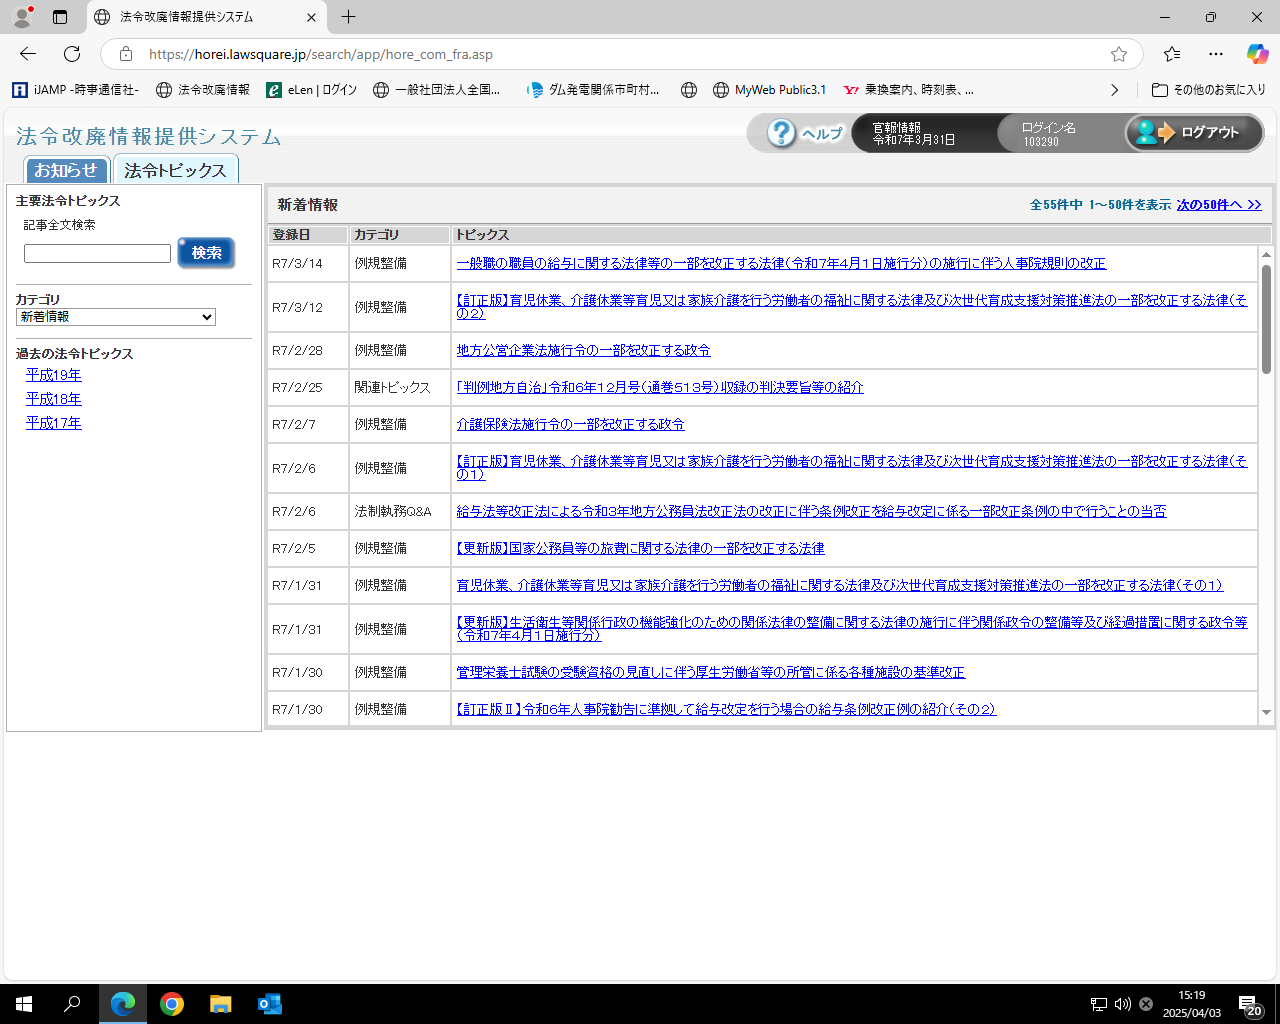 法令改廃情報提供システム
https://horei.lawsquare.jp/search/app/hore_com_fra.asp
iJAMP -時事通信社-
法令改廃情報
eLen | ログイン
一般社団法人全国...
ダム発電関係市町村...
MyWeb Public3.1
乗換案内、時刻表、...
その他のお気に入り
法令改廃情報提供システム
ヘルプ
官報情報
令和7年3月31日
ログイン名
103290
ログアウト
お知らせ
法令トピックス
主要法令トピックス
記事全文検索
検索
カテゴリ
新着情報
過去の法令トピックス
平成19年
平成18年
平成17年
新着情報
全55件中 1～50件を表示 次の50件へ >>
登録日 カテゴリ トピックス
R7/3/14 例規整備 一般職の職員の給与に関する法律等の一部を改正する法律（令和7年4月1日施行分）の施行に伴う人事院規則の改正
R7/3/12 例規整備 【訂正版】育児休業、介護休業等育児又は家族介護を行う労働者の福祉に関する法律及び次世代育成支援対策推進法の一部を改正する法律（そ
の2）
R7/2/28 例規整備 地方公営企業法施行令の一部を改正する政令
R7/2/25 関連トピックス 「判例地方自治」令和6年12月号（通巻513号）収録の判決要旨等の紹介
R7/2/7 例規整備 介護保険法施行令の一部を改正する政令
R7/2/6 例規整備 【訂正版】育児休業、介護休業等育児又は家族介護を行う労働者の福祉に関する法律及び次世代育成支援対策推進法の一部を改正する法律（そ
の1）
R7/2/6 法制執務Q&A 給与法等改正法による令和3年地方公務員法改正法の改正に伴う条例改正を給与改定に係る一部改正条例の中で行うことの当否
R7/2/5 例規整備 【更新版】国家公務員等の旅費に関する法律の一部を改正する法律
R7/1/31 例規整備 育児休業、介護休業等育児又は家族介護を行う労働者の福祉に関する法律及び次世代育成支援対策推進法の一部を改正する法律（その1）
R7/1/31 例規整備 【更新版】生活衛生等関係行政の機能強化のための関係法律の整備に関する法律の施行に伴う関係政令の整備等及び経過措置に関する政令等
（令和7年4月1日施行分）
R7/1/30 例規整備 管理栄養士試験の受験資格の見直しに伴う厚生労働省等の所管に係る各種施設の基準改正
R7/1/30 例規整備 【訂正版Ⅱ】令和6年人事院勧告に準拠して給与改定を行う場合の給与条例改正例の紹介（その2）
15:19
2025/04/03
20